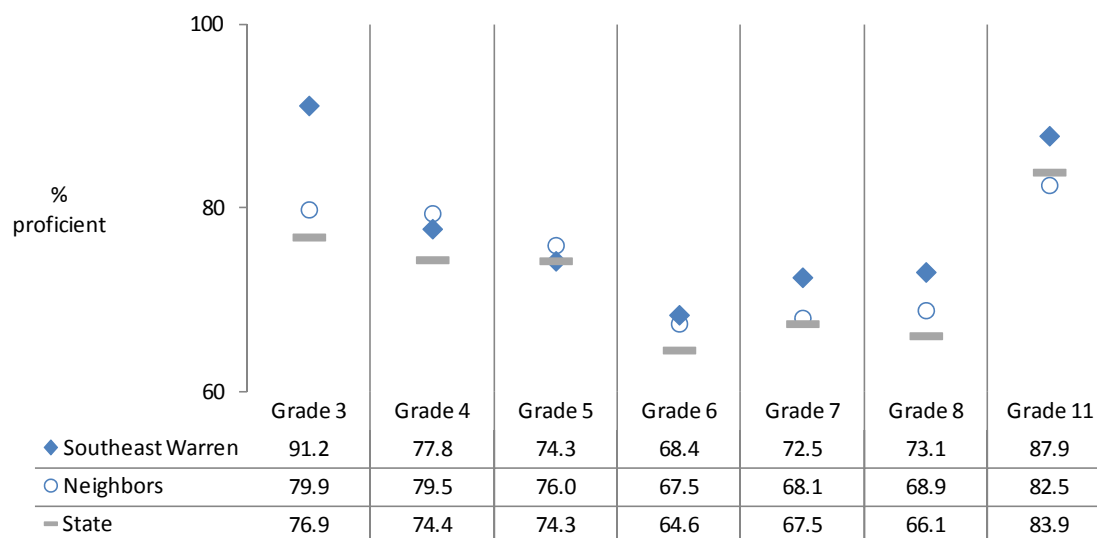 100
80
60
%
proficient
Grade 3 Grade 4 Grade 5 Grade 6 Grade 7 Grade 8 Grade 11
Southeast Warren 91.2 77.8 74.3 68.4 72.5 73.1 87.9
Neighbors 79.9 79.5 76.0 67.5 68.1 68.9 82.5
State 76.9 74.4 74.3 64.6 67.5 66.1 83.9